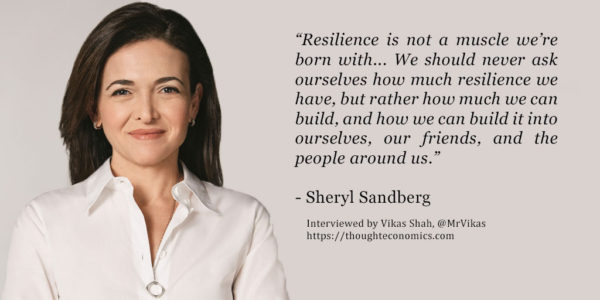 “Resilience is not a muscle we’re
born with... We should never ask
ourselves how much resilience we
have, but rather how much we can
build, and how we can build it into
ourselves, our friends, and the
people around us.”
- Sheryl Sandberg
Interviewed by Vikas Shah, @MrVikas
https://thoughteconomics.com